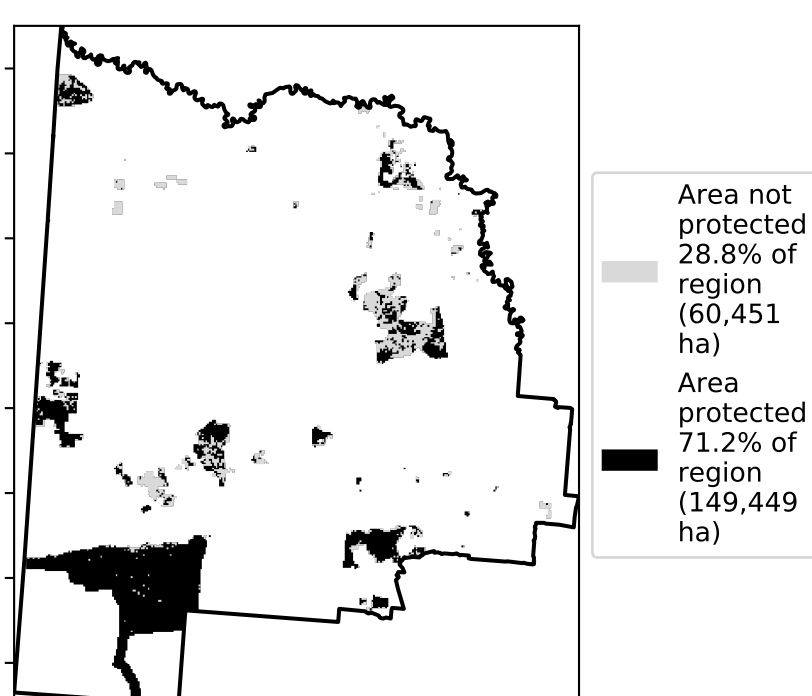 Area not
protected
28.8% of
region
(60,451
ha)
Area
protected
71.2% of
region
(149,449
ha)